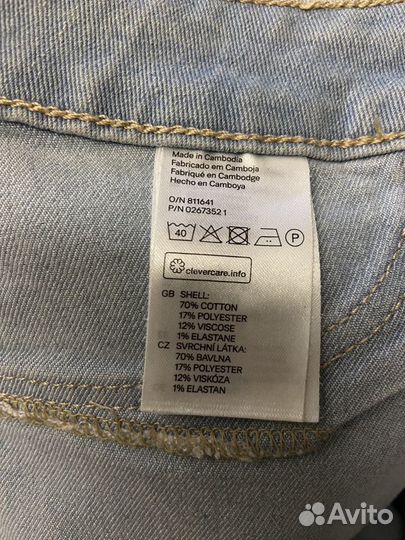 Made in Cambodia
Fabricado em Camboja
Fabriqué en Cambodge
Hecho en Camboya
O/N 811641
P/N 0267352 1
40 P
clevercare.info
GB SHELL:
70% COTTON
17% POLYESTER
12% VISCOSE
1% ELASTANE
CZ SVRCHNÍ LÁTKA:
70% BAVLNA
17% POLYESTER
12% VISKÓZA
1% ELASTAN
Avito